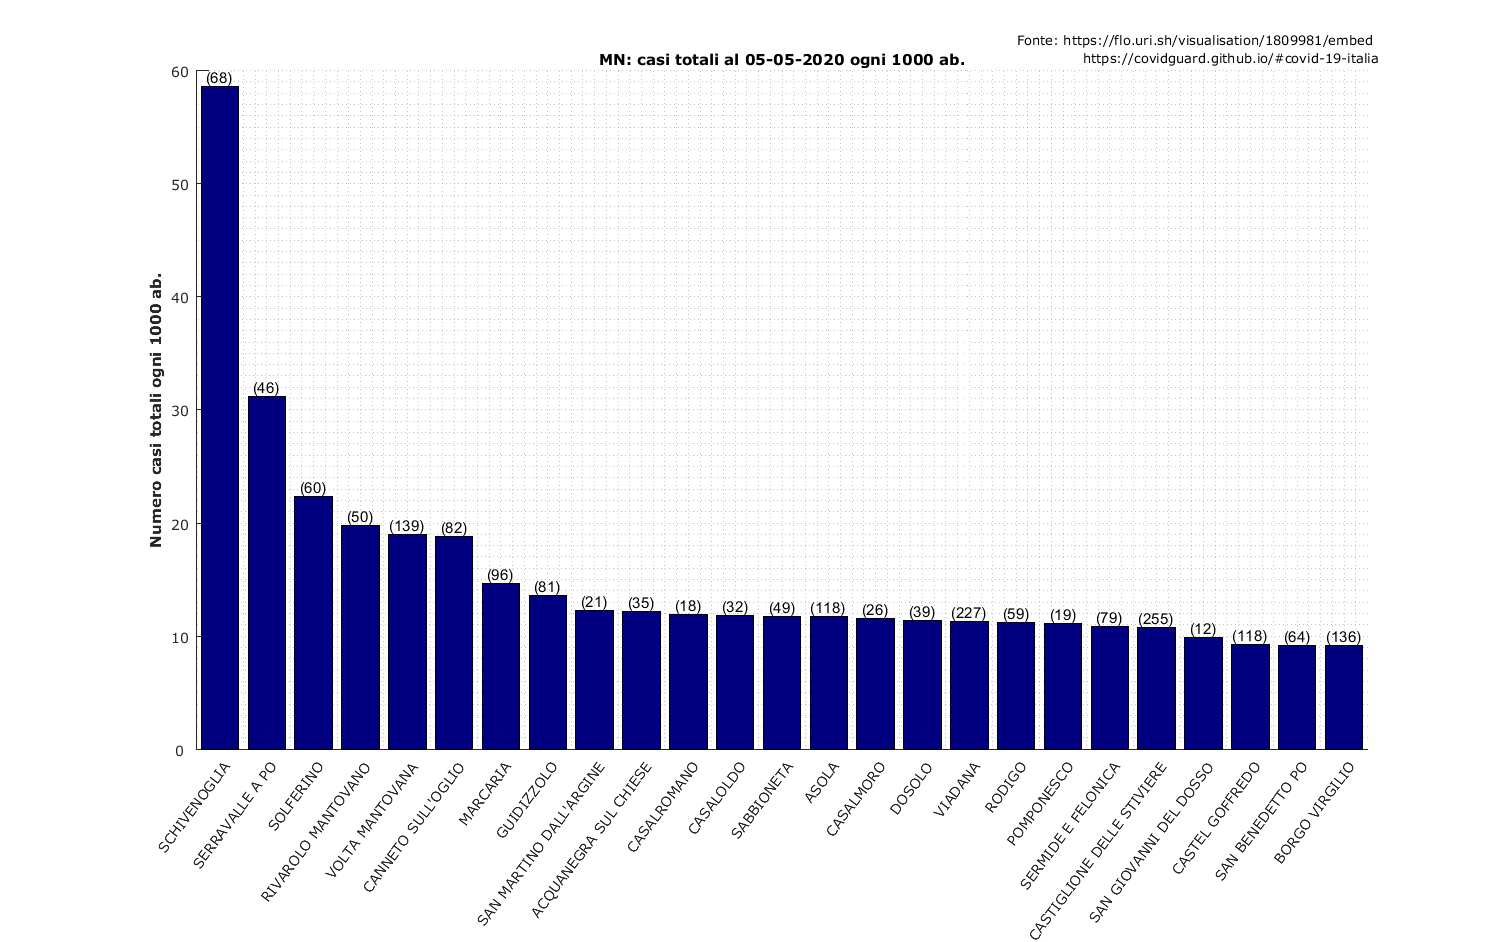 Fonte: https://flo.uri.sh/visualisation/1809981/embed
https://covidguard.github.io/#covid-19-italia
MN: casi totali al 05-05-2020 ogni 1000 ab.
Numero casi totali ogni 1000 ab.
60
50
40
30
20
10
0
(68)
(46)
(60)
(50)
(139)
(82)
(96)
(81)
(21)
(35)
(18)
(32)
(49)
(118)
(26)
(39)
(227)
(59)
(19)
(79)
(255)
(12)
(118)
(64)
(136)
SCHIVENOGLIA
SERRAVALLE A PO
SOLFERINO
RIVAROLO MANTOVANO
VOLTA MANTOVANA
CANNETO SULL'OGLIO
MARCARIA
GUIDIZZOLO
SAN MARTINO DALL'ARGINE
ACQUANEGRA SUL CHIESE
CASALROMANO
CASALOLDO
SABBIONETA
ASOLA
CASALMORO
DOSOLO
VIADANA
RODIGO
POMPONESCO
SERMIDE E FELONICA
CASTIGLIONE DELLE STIVIERE
SAN GIOVANNI DEL DOSSO
CASTEL GOFFREDO
SAN BENEDETTO PO
BORGO VIRGILIO